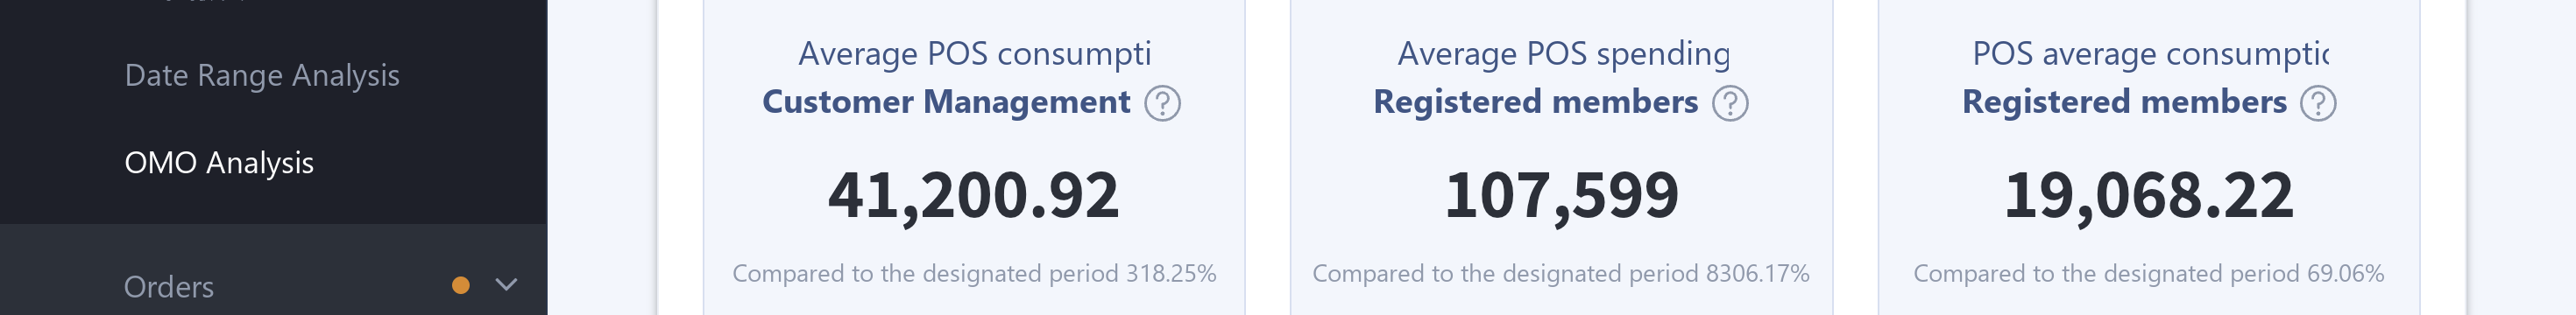 Date Range Analysis
OMO Analysis
Orders
Average POS consumpti
Customer Management
41,200.92
Compared to the designated period 318.25%
Average POS spending
Registered members
107,599
Compared to the designated period 8306.17%
POS average consumptic
Registered members
19,068.22
Compared to the designated period 69.06%